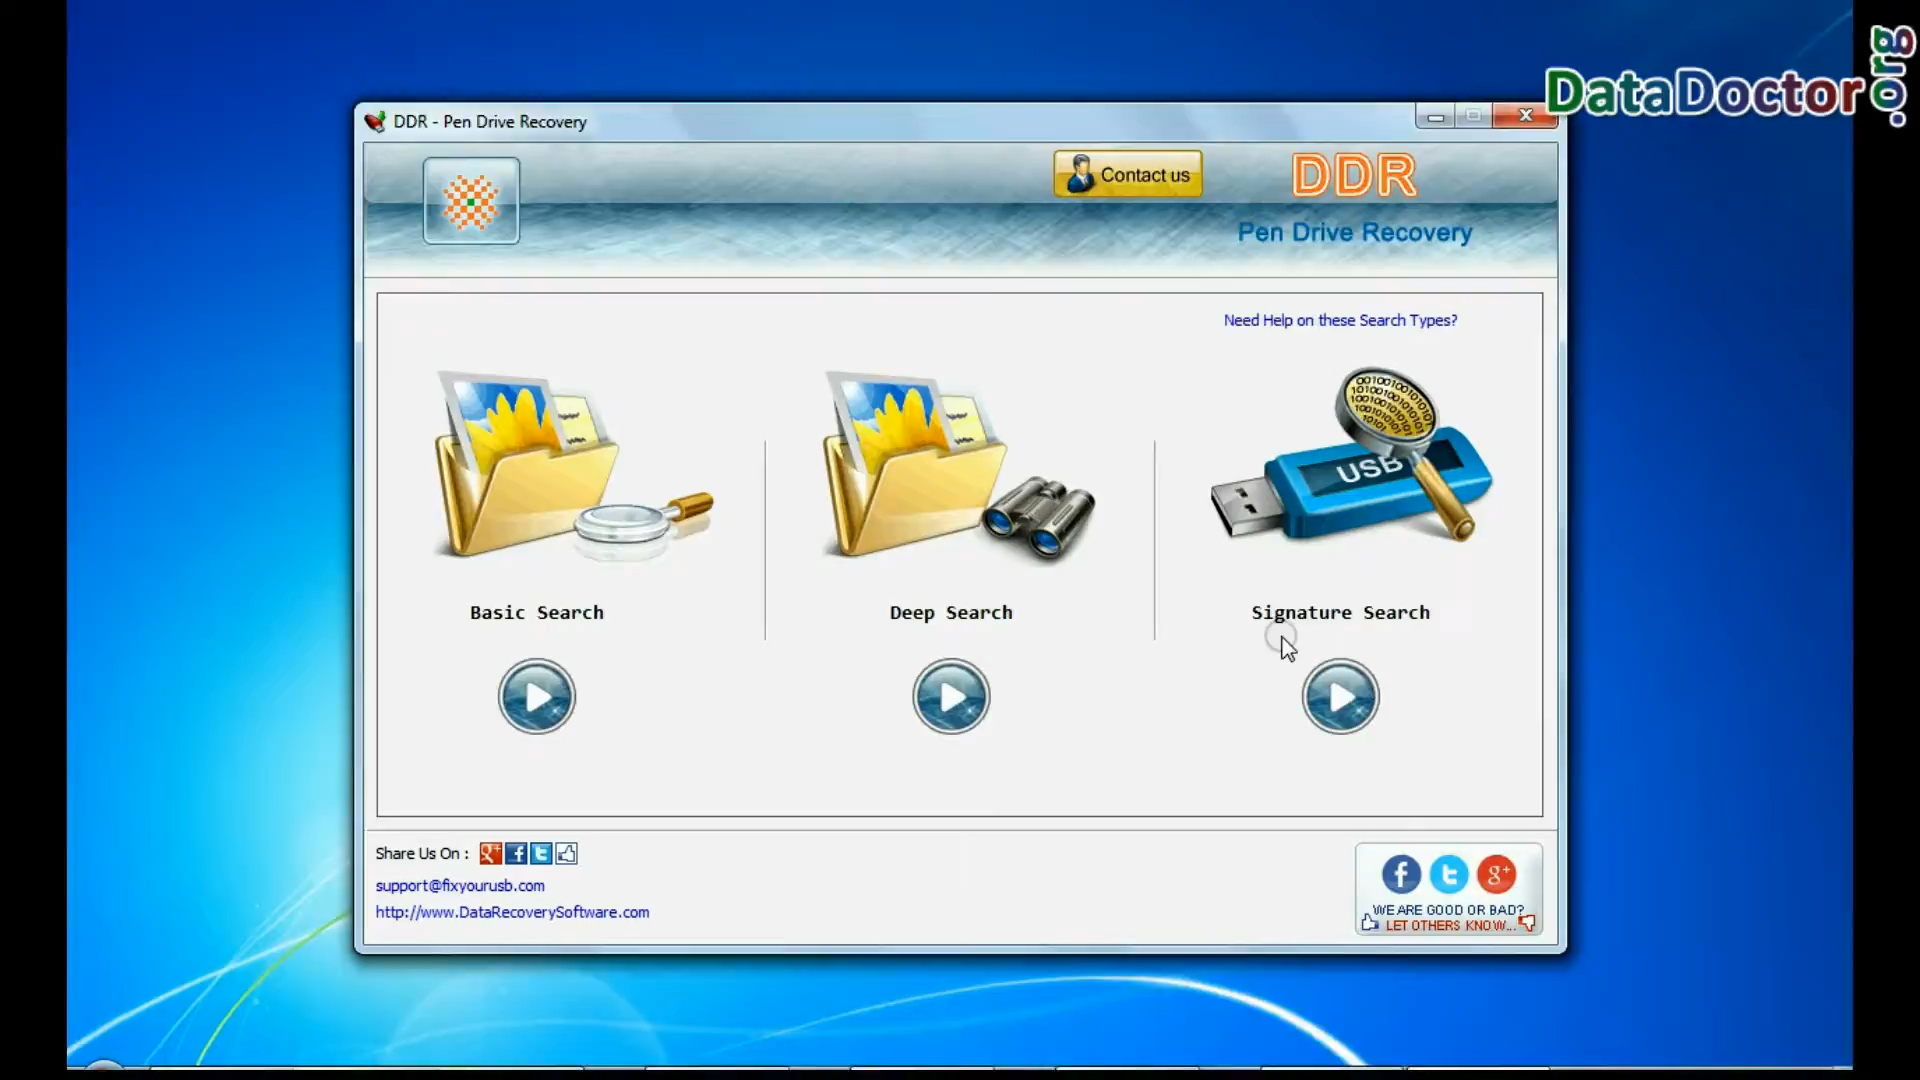 DataDoctor.org
DDR - Pen Drive Recovery
Contact us
DDR
Pen Drive Recovery
Need Help on these Search Types?
USB
Basic Search
Deep Search
Signature Search
Share Us On :
support@fixyourusb.com
http://www.DataRecoverySoftware.com
WE ARE GOOD OR BAD?
LET OTHERS KNOW...